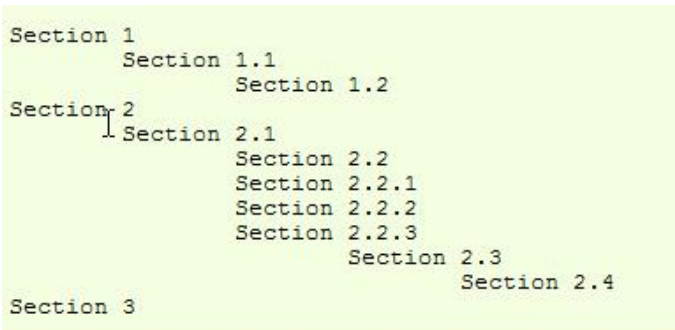 Section 1
Section 1.1
Section 1.2
Section 2
Section 2.1
Section 2.2
Section 2.2.1
Section 2.2.2
Section 2.2.3
Section 2.3
Section 2.4
Section 3